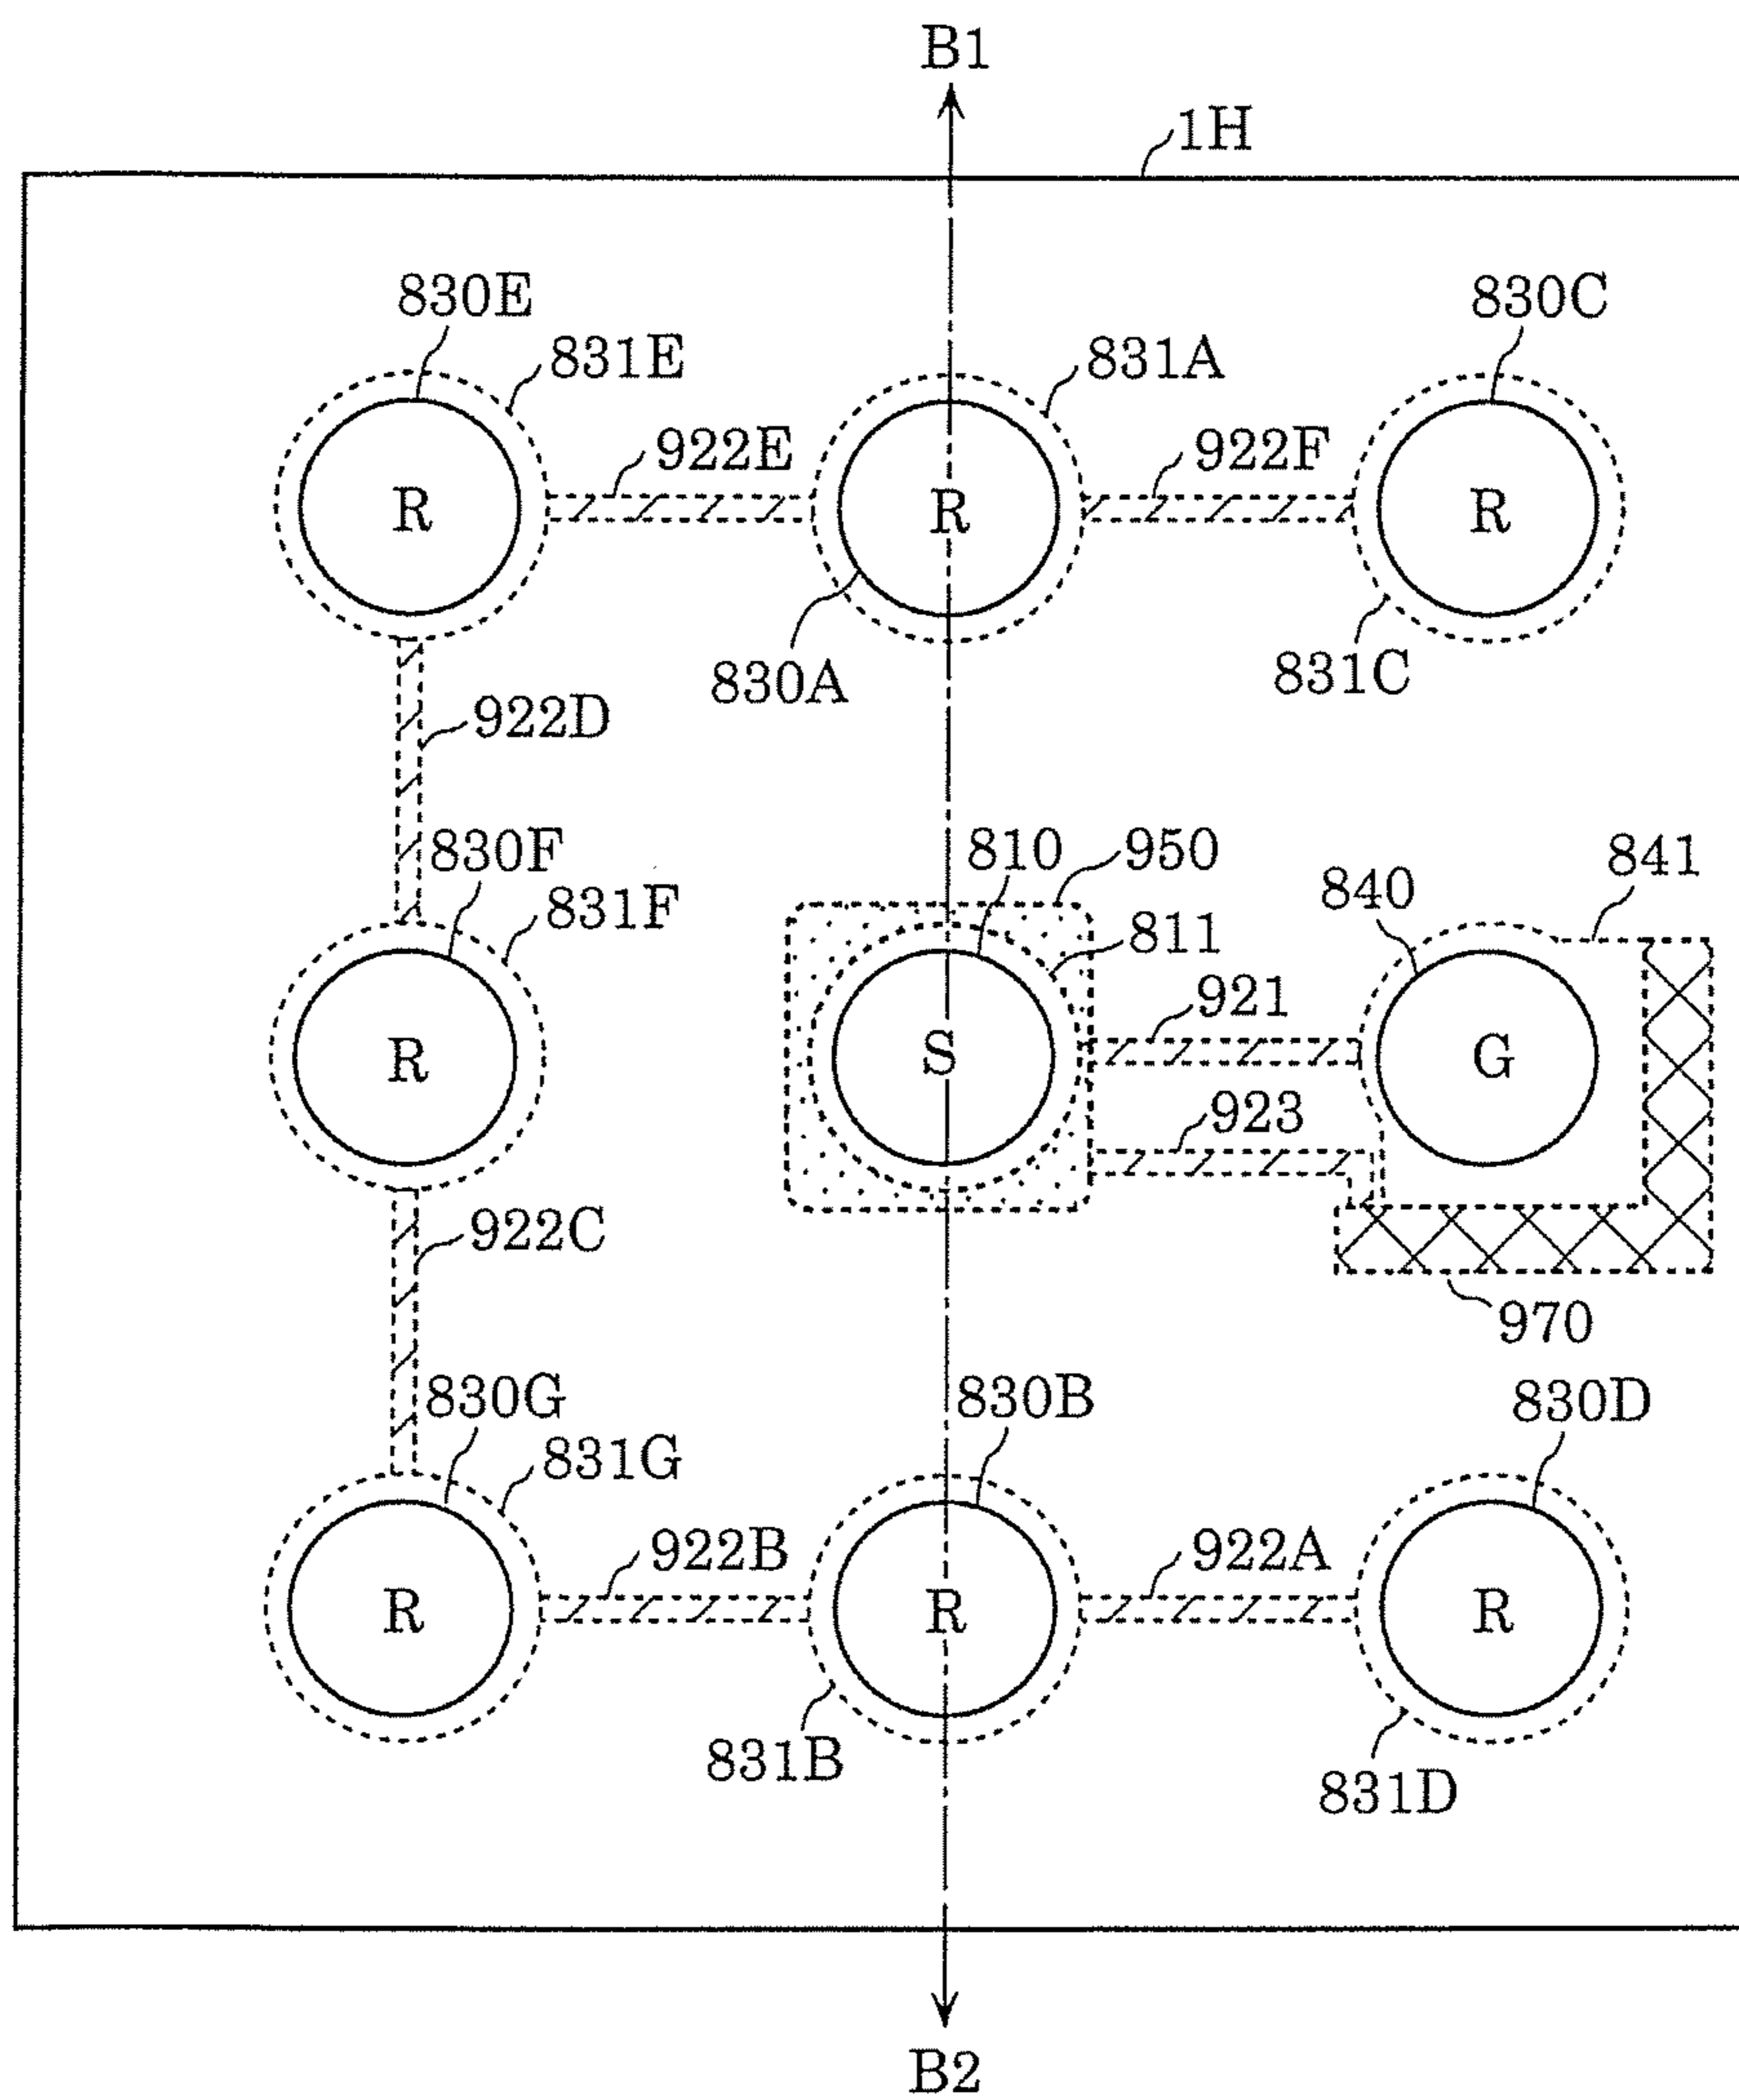 B1
1H
830E
830C
831E
831A
922E
922F
R
R
R
830A
831C
922D
830F
810
950
841
831F
840
811
921
R
S
G
923
922C
970
830G
830B
830D
831G
922B
922A
R
R
R
831B
831D
B2